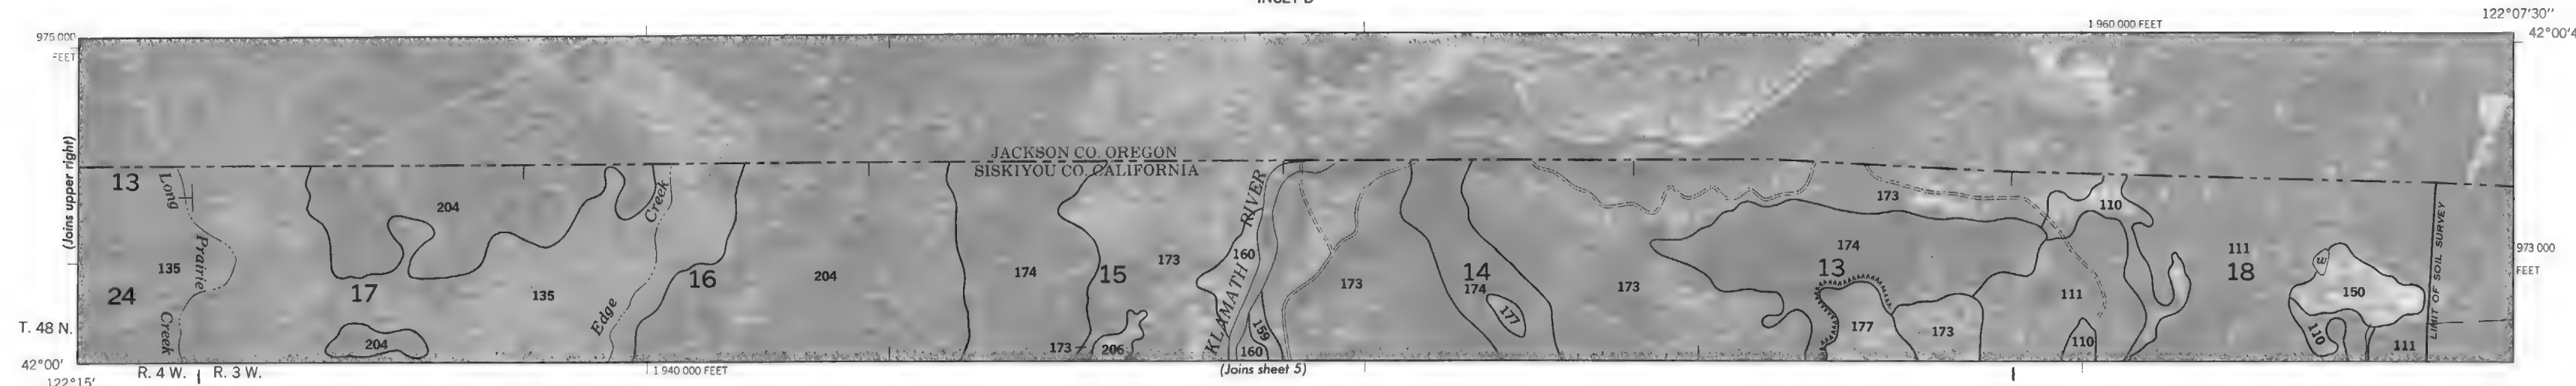 122°07'30"
1 960 000 FEET
975 000
FEET
42°00'4
(Joins upper right)
JACKSON CO. OREGON
SISKIYOU CO. CALIFORNIA
13
Long
Prairie
Creek
204
Creek
Edge
KLAMATH RIVER
173
110
135
24
17
135
16
204
174
15
173
160
173
14
174
177
173
174
13
111
111
18
w
150
LIMIT OF SOIL SURVEY
973 000
FEET
T. 48 N.
204
173
206
159
160
177
173
110
110
111
42°00'
122°15'
R. 4 W.
R. 3 W.
1 940 000 FEET
(Joins sheet 5)